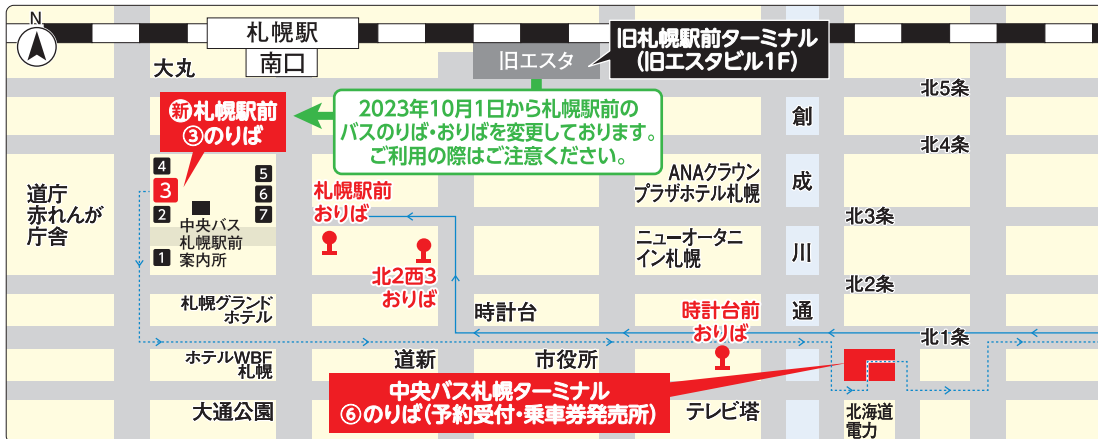 N
札幌駅
南口
大丸
旧エスタ
旧札幌駅前ターミナル
(旧エスタビル1F)
北5条
新札幌駅前
③のりば
2023年10月1日から札幌駅前の
バスのりば・おりばを変更しております。
ご利用の際はご注意ください。
創
成
川
通
北4条
4
3
2
1
5
6
7
道庁
赤れんが
庁舎
中央バス
札幌駅前
案内所
札幌駅前
おりば
ANAクラウン
プラザホテル札幌
北3条
ニューオータニ
イン札幌
北2西3
おりば
北2条
札幌グランド
ホテル
時計台
時計台前
おりば
北1条
ホテルWBF
札幌
道新
市役所
中央バス札幌ターミナル
⑥のりば(予約受付・乗車券発売所)
大通公園
テレビ塔
北海道
電力